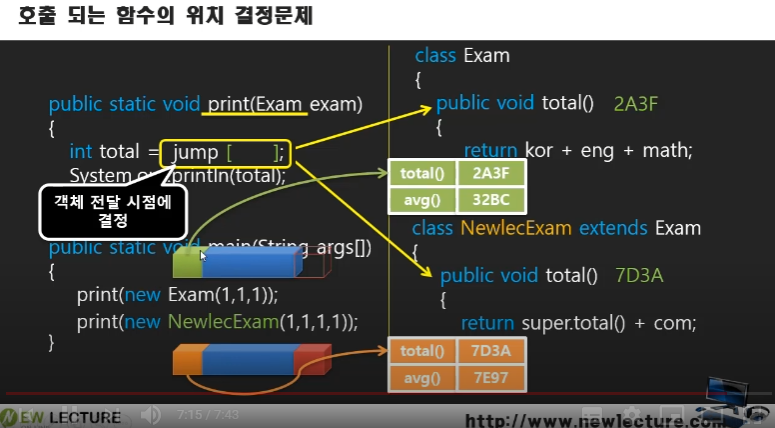 호출 되는 함수의 위치 결정문제
public static void print(Exam exam)
{
int total = jump [ ];
System.out.println(total);
객체 전달 시점에
결정
public static void main(String args[])
{
print(new Exam(1,1,1));
print(new NewlecExam(1,1,1,1));
}
class Exam
{
public void total() 2A3F
{
return kor + eng + math;
total() 2A3F
avg() 32BC
class NewlecExam extends Exam
{
public void total() 7D3A
{
return super.total() + com;
total() 7D3A
avg() 7E97
7:15 / 7:43
NEW LECTURE
http://www.newlecture.com